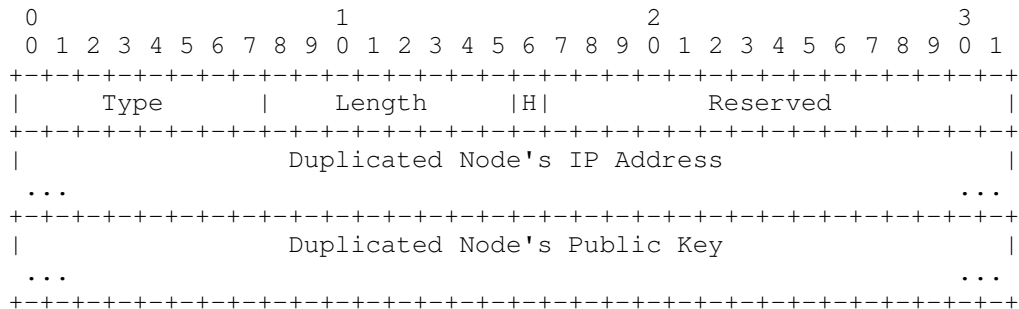 0                   1                   2                   3
 0 1 2 3 4 5 6 7 8 9 0 1 2 3 4 5 6 7 8 9 0 1 2 3 4 5 6 7 8 9 0 1
+-+-+-+-+-+-+-+-+-+-+-+-+-+-+-+-+-+-+-+-+-+-+-+-+-+-+-+-+-+-+-+-+
|     Type      |    Length     |H|          Reserved           |
+-+-+-+-+-+-+-+-+-+-+-+-+-+-+-+-+-+-+-+-+-+-+-+-+-+-+-+-+-+-+-+-+
|                 Duplicated Node's IP Address                  |
 ...                                                         ...
+-+-+-+-+-+-+-+-+-+-+-+-+-+-+-+-+-+-+-+-+-+-+-+-+-+-+-+-+-+-+-+-+
|                 Duplicated Node's Public Key                  |
 ...                                                         ...
+-+-+-+-+-+-+-+-+-+-+-+-+-+-+-+-+-+-+-+-+-+-+-+-+-+-+-+-+-+-+-+-+